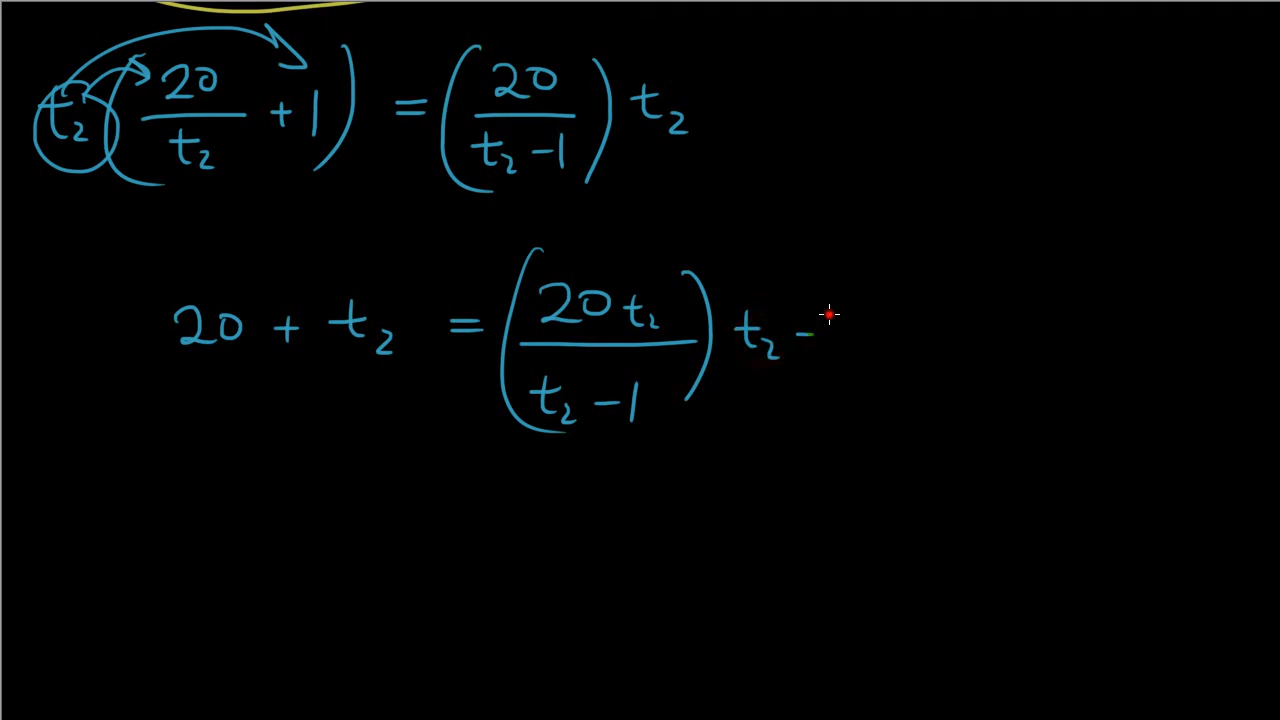 t₂(20/t₂ + 1) = (20/(t₂ - 1)) t₂
20 + t₂ = (20t₂/(t₂ - 1)) t₂ -